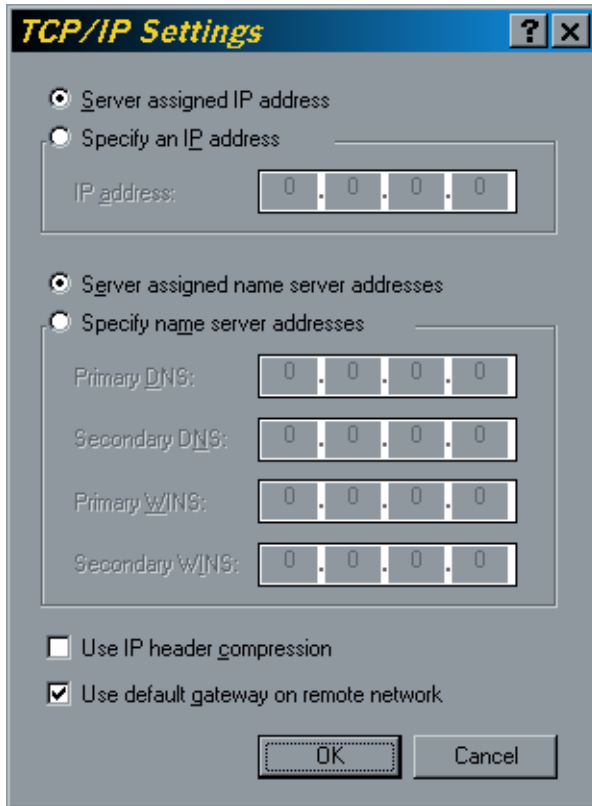 TCP/IP Settings ? X
Server assigned IP address
Specify an IP address
IP address: 0 . 0 . 0 . 0
Server assigned name server addresses
Specify name server addresses
Primary DNS: 0 . 0 . 0 . 0
Secondary DNS: 0 . 0 . 0 . 0
Primary WINS: 0 . 0 . 0 . 0
Secondary WINS: 0 . 0 . 0 . 0
Use IP header compression
Use default gateway on remote network
OK Cancel